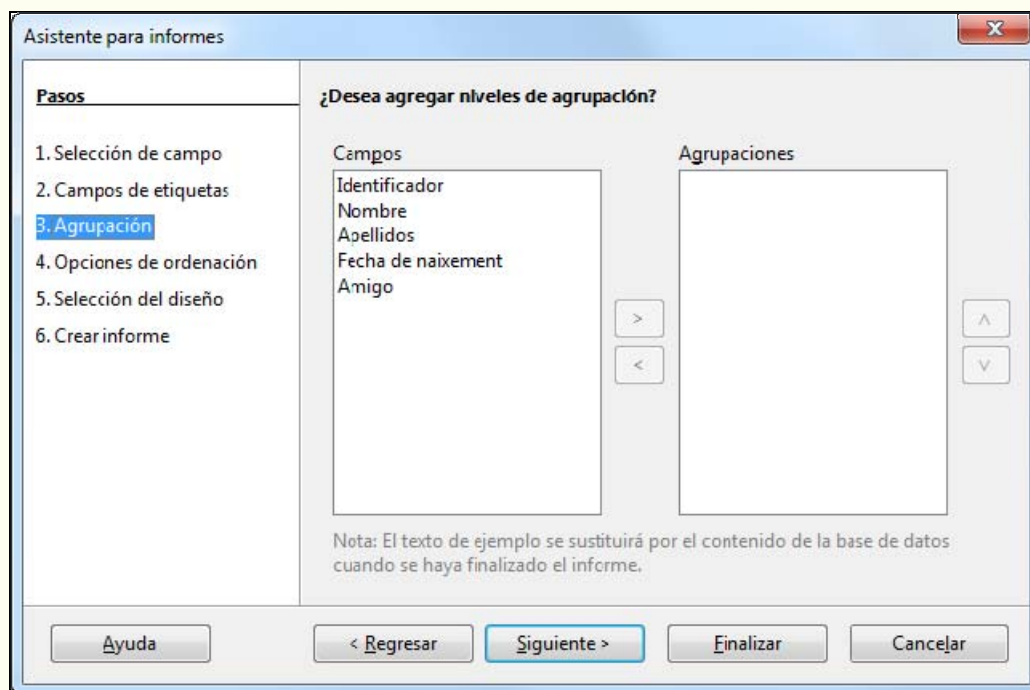 Asistente para informes
Pasos
1. Selección de campo
2. Campos de etiquetas
3. Agrupación
4. Opciones de ordenación
5. Selección del diseño
6. Crear informe
¿Desea agregar niveles de agrupación?
Campos
Identificador
Nombre
Apellidos
Fecha de naixement
Amigo
>
<
Agrupaciones
Λ
V
Nota: El texto de ejemplo se sustituirá por el contenido de la base de datos
cuando se haya finalizado el informe.
Ayuda
< Regresar
Siguiente >
Finalizar
Cancelar